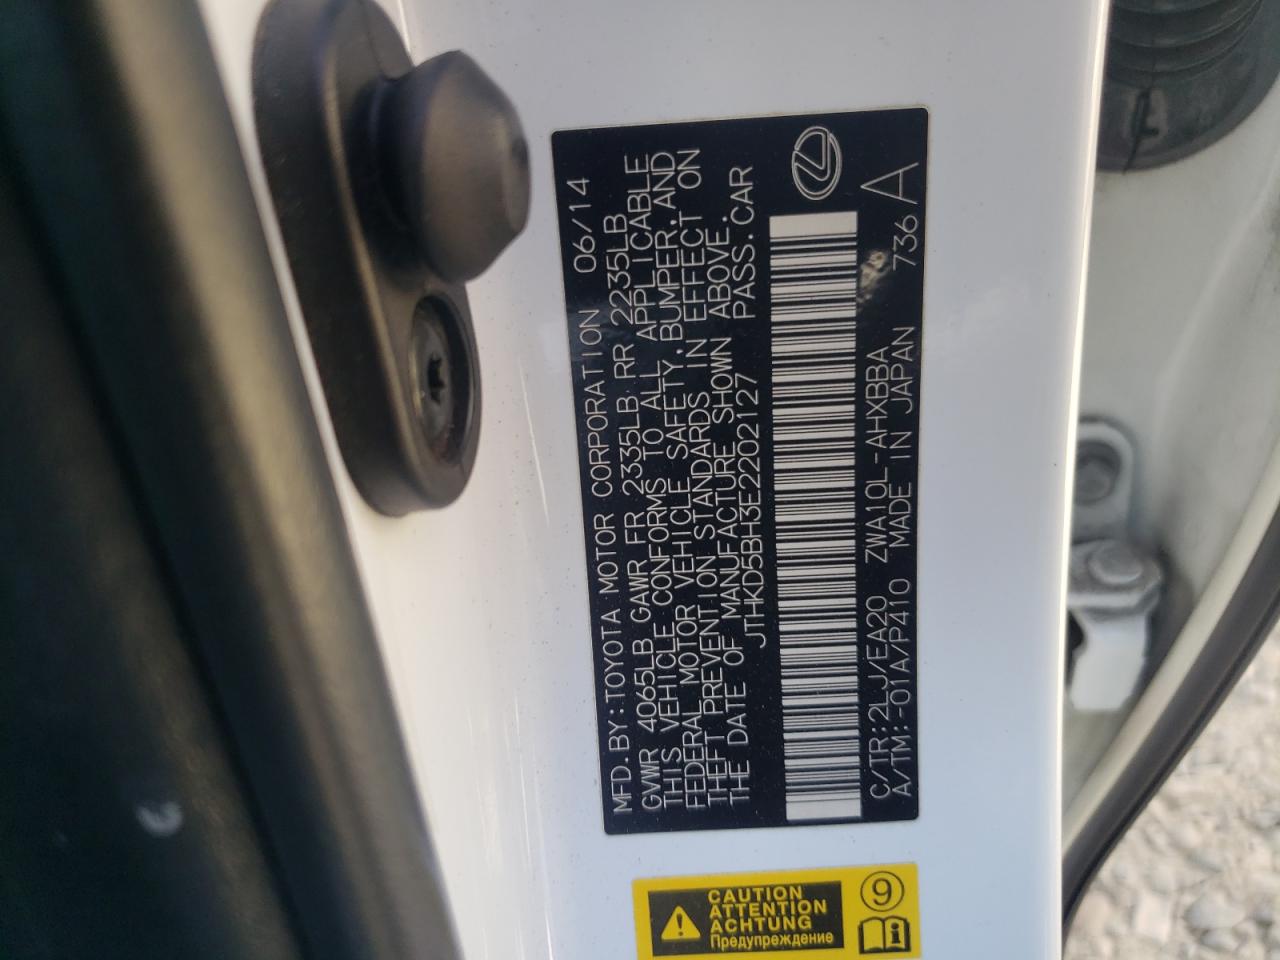 MFD.BY:TOYOTA MOTOR CORPORATION 06/14
GVWR 4065LB GAWR FR 2335LB RR 2235LB
THIS VEHICLE CONFORMS TO ALL APPLICABLE
FEDERAL MOTOR VEHICLE SAFETY,BUMPER,AND
THEFT PREVENTION STANDARDS IN EFFECT ON
THE DATE OF MANUFACTURE SHOWN ABOVE.
JTHKD5BH3E2202127 PASS.CAR
C/TR:2LJ/EA20 ZWA10L-AHXBBA 736
A/TM:-01A/P410 MADE IN JAPAN A
CAUTION
ATTENTION
ACHTUNG
Предупреждение
9